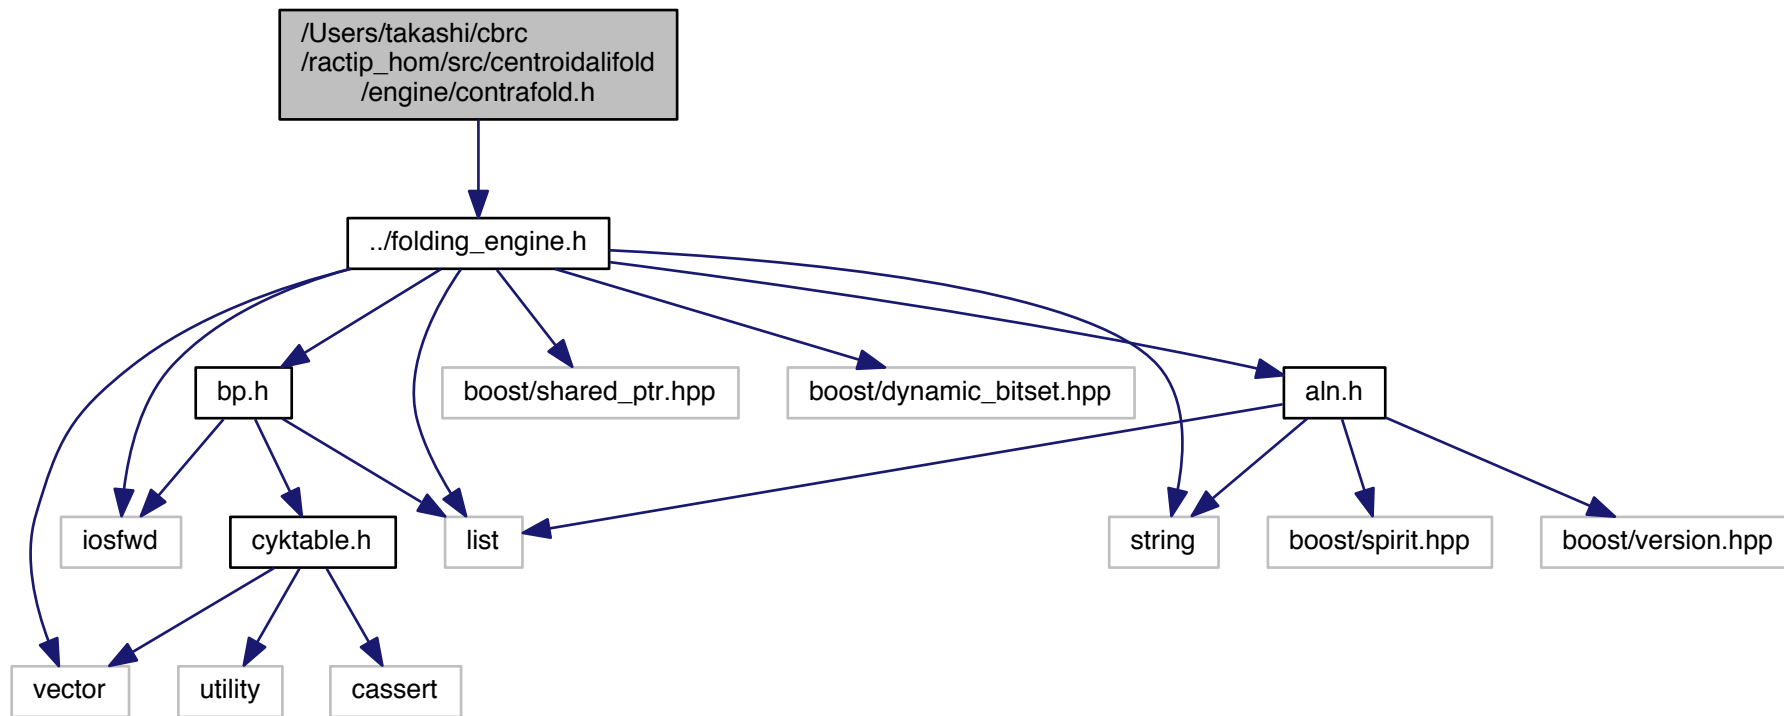 /Users/takashi/cbrc
/ractip_hom/src/centroidalifold
/engine/contrafold.h
../folding_engine.h
bp.h
boost/shared_ptr.hpp
boost/dynamic_bitset.hpp
aln.h
iosfwd
cyktable.h
list
string
boost/spirit.hpp
boost/version.hpp
vector
utility
cassert